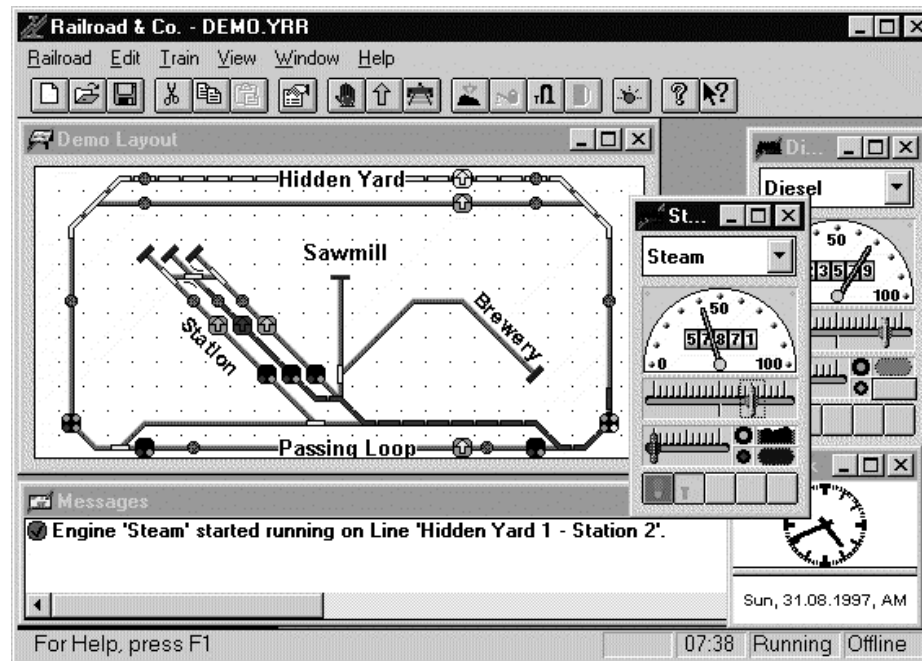 Railroad & Co. - DEMO.YRR
Railroad Edit Train View Window Help
Demo Layout
Hidden Yard
Sawmill
Station
Brewery
Passing Loop
Di...
Diesel
50
100
St...
Steam
50
57871
0 100
Messages
Engine 'Steam' started running on Line 'Hidden Yard 1 - Station 2'.
Sun, 31.08.1997, AM
For Help, press F1
07:38 Running Offline